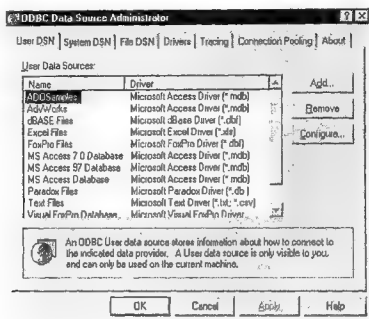 ODBC Data Source Administrator
User DSN System DSN File DSN Drivers Tracing Connection Pooling About
User Data Sources:
Name Driver
ADOSamples Microsoft Access Driver (*.mdb)
AdvWorks Microsoft Access Driver (*.mdb)
dBASE Files Microsoft dBase Driver (*.dbf)
Excel Files Microsoft Excel Driver (*.xls)
FoxPro Files Microsoft FoxPro Driver (*.dbf)
MS Access 7.0 Database Microsoft Access Driver (*.mdb)
MS Access 97 Database Microsoft Access Driver (*.mdb)
MS Access Database Microsoft Access Driver (*.mdb)
Paradox Files Microsoft Paradox Driver (*.db )
Text Files Microsoft Text Driver (*.txt; *.csv)
Visual FoxPro Database Microsoft Visual FoxPro Driver
Add...
Remove
Configure...
An ODBC User data source stores information about how to connect to
the indicated data provider. A User data source is only visible to you,
and can only be used on the current machine.
OK Cancel Apply Help